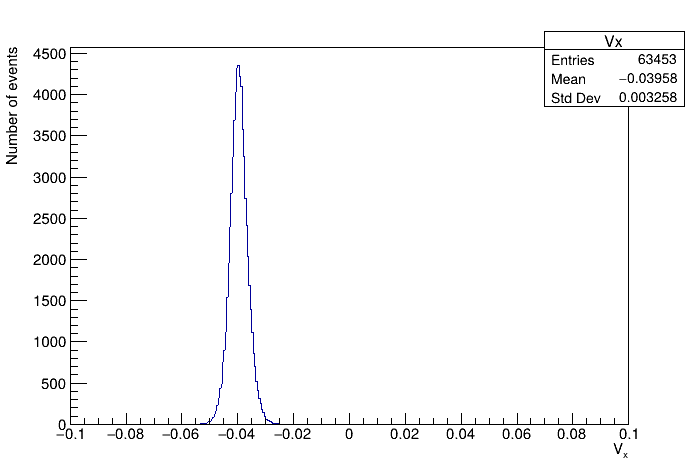 Vx
Entries 63453
Mean −0.03958
Std Dev 0.003258
Number of events
4500
4000
3500
3000
2500
2000
1500
1000
500
0
−0.1 −0.08 −0.06 −0.04 −0.02 0 0.02 0.04 0.06 0.08 0.1
Vx